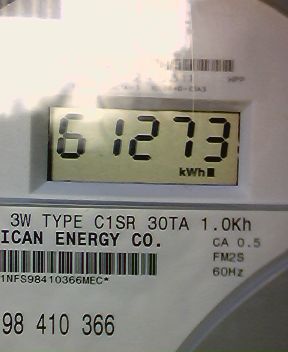 61273
kWh
3W TYPE C1SR 30TA 1.0Kh
ICAN ENERGY CO.
CA 0.5
FM2S
60Hz
1NFS98410366MEC*
98 410 366